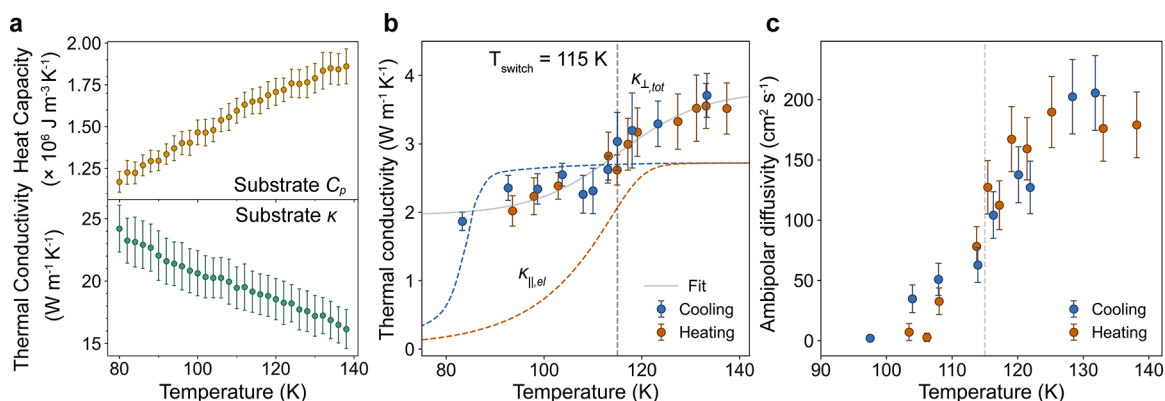 a
Thermal Conductivity Heat Capacity
(W m⁻¹ K⁻¹) (× 10⁶ J m⁻³ K⁻¹)
2.00
1.75
1.50
1.25
Substrate Cₚ
Substrate κ
25
20
15
80 90 100 110 120 130 140
Temperature (K)
b
Thermal conductivity (W m⁻¹ K⁻¹)
4
3
2
1
0
T_switch = 115 K
κ⊥,tot
κ||,el
Fit
Cooling
Heating
80 100 120 140
Temperature (K)
c
Ambipolar diffusivity (cm² s⁻¹)
200
150
100
50
0
Cooling
Heating
90 100 110 120 130 140
Temperature (K)